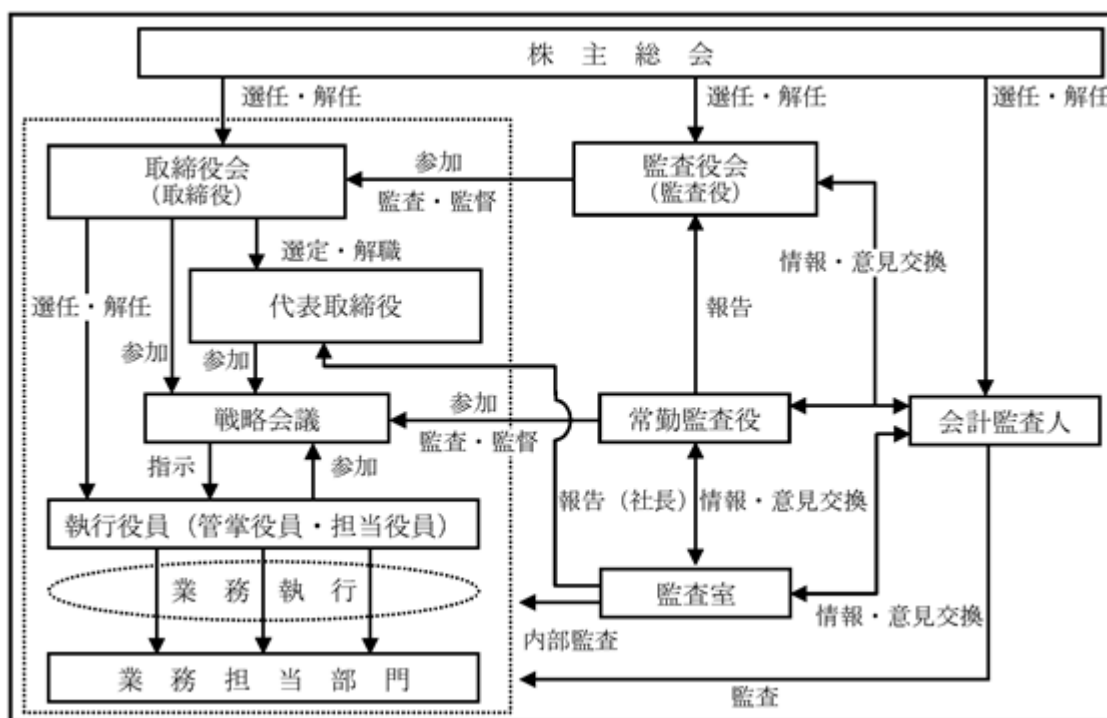 株主総会
選任・解任
選任・解任
選任・解任
取締役会
(取締役)
参加
監査・監督
監査役会
(監査役)
選定・解職
情報・意見交換
選任・解任
代表取締役
報告
参加
参加
戦略会議
参加
監査・監督
常勤監査役
会計監査人
指示
参加
報告（社長）
情報・意見交換
執行役員（管掌役員・担当役員）
業務執行
監査室
情報・意見交換
内部監査
業務担当部門
監査